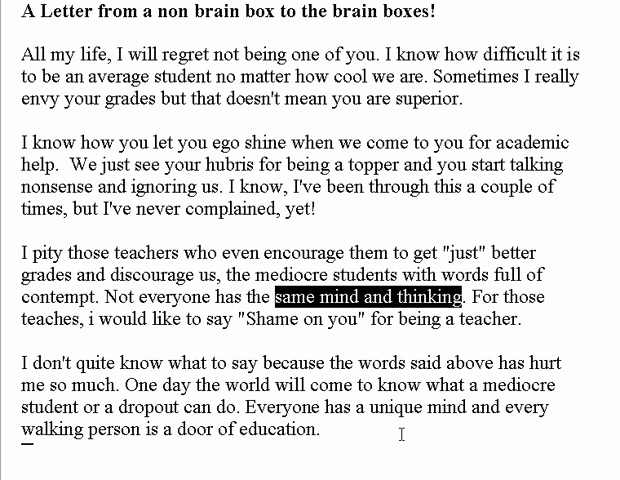 A Letter from a non brain box to the brain boxes!
All my life, I will regret not being one of you. I know how difficult it is
to be an average student no matter how cool we are. Sometimes I really
envy your grades but that doesn't mean you are superior.
I know how you let you ego shine when we come to you for academic
help.  We just see your hubris for being a topper and you start talking
nonsense and ignoring us. I know, I've been through this a couple of
times, but I've never complained, yet!
I pity those teachers who even encourage them to get "just" better
grades and discourage us, the mediocre students with words full of
contempt. Not everyone has the same mind and thinking. For those
teaches, i would like to say "Shame on you" for being a teacher.
I don't quite know what to say because the words said above has hurt
me so much. One day the world will come to know what a mediocre
student or a dropout can do. Everyone has a unique mind and every
walking person is a door of education.